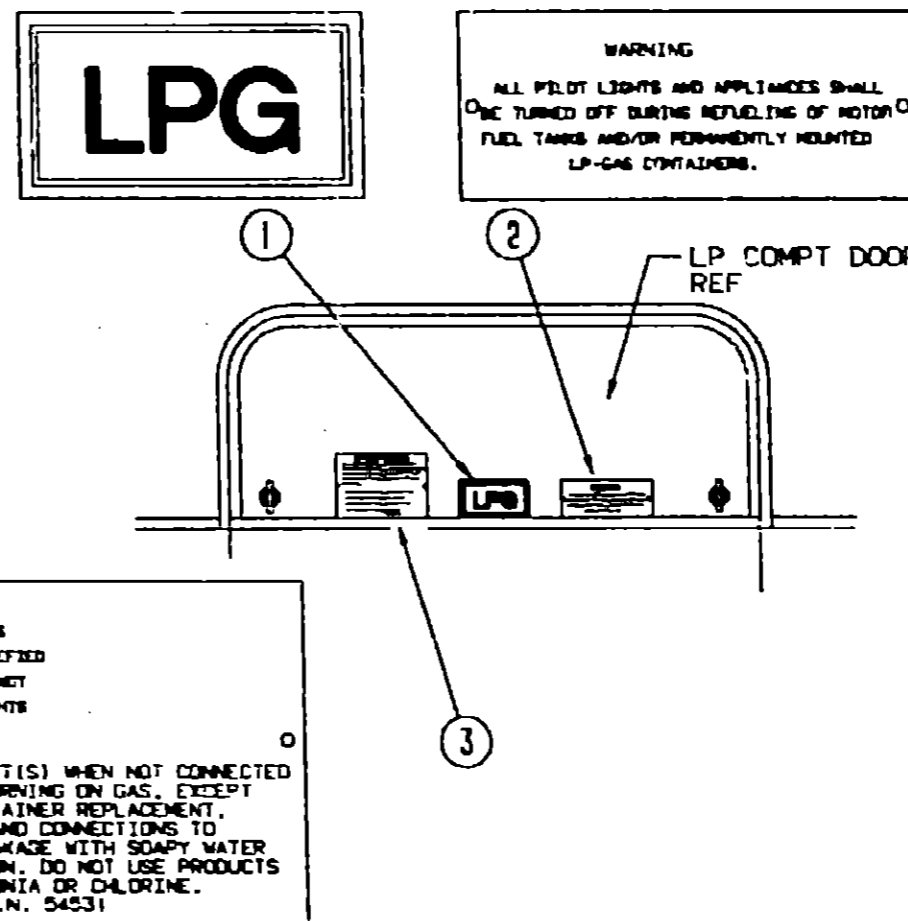 LPG
WARNING
ALL PILOT LIGHTS AND APPLIANCES SHALL
BE TURNED OFF DURING REFUELING OF MOTOR
FUEL TANKS AND/OR PERMANENTLY MOUNTED
LP-GAS CONTAINERS.
1
2
LP COMPT DOOR
REF
LPG
3
T(S) WHEN NOT CONNECTED
ON GAS. EXCEPT
AINER REPLACEMENT.
AND CONNECTIONS TO
AKAGE WITH SOAPY WATER
N. DO NOT USE PRODUCTS
NIA OR CHLORINE.
.N. 54531